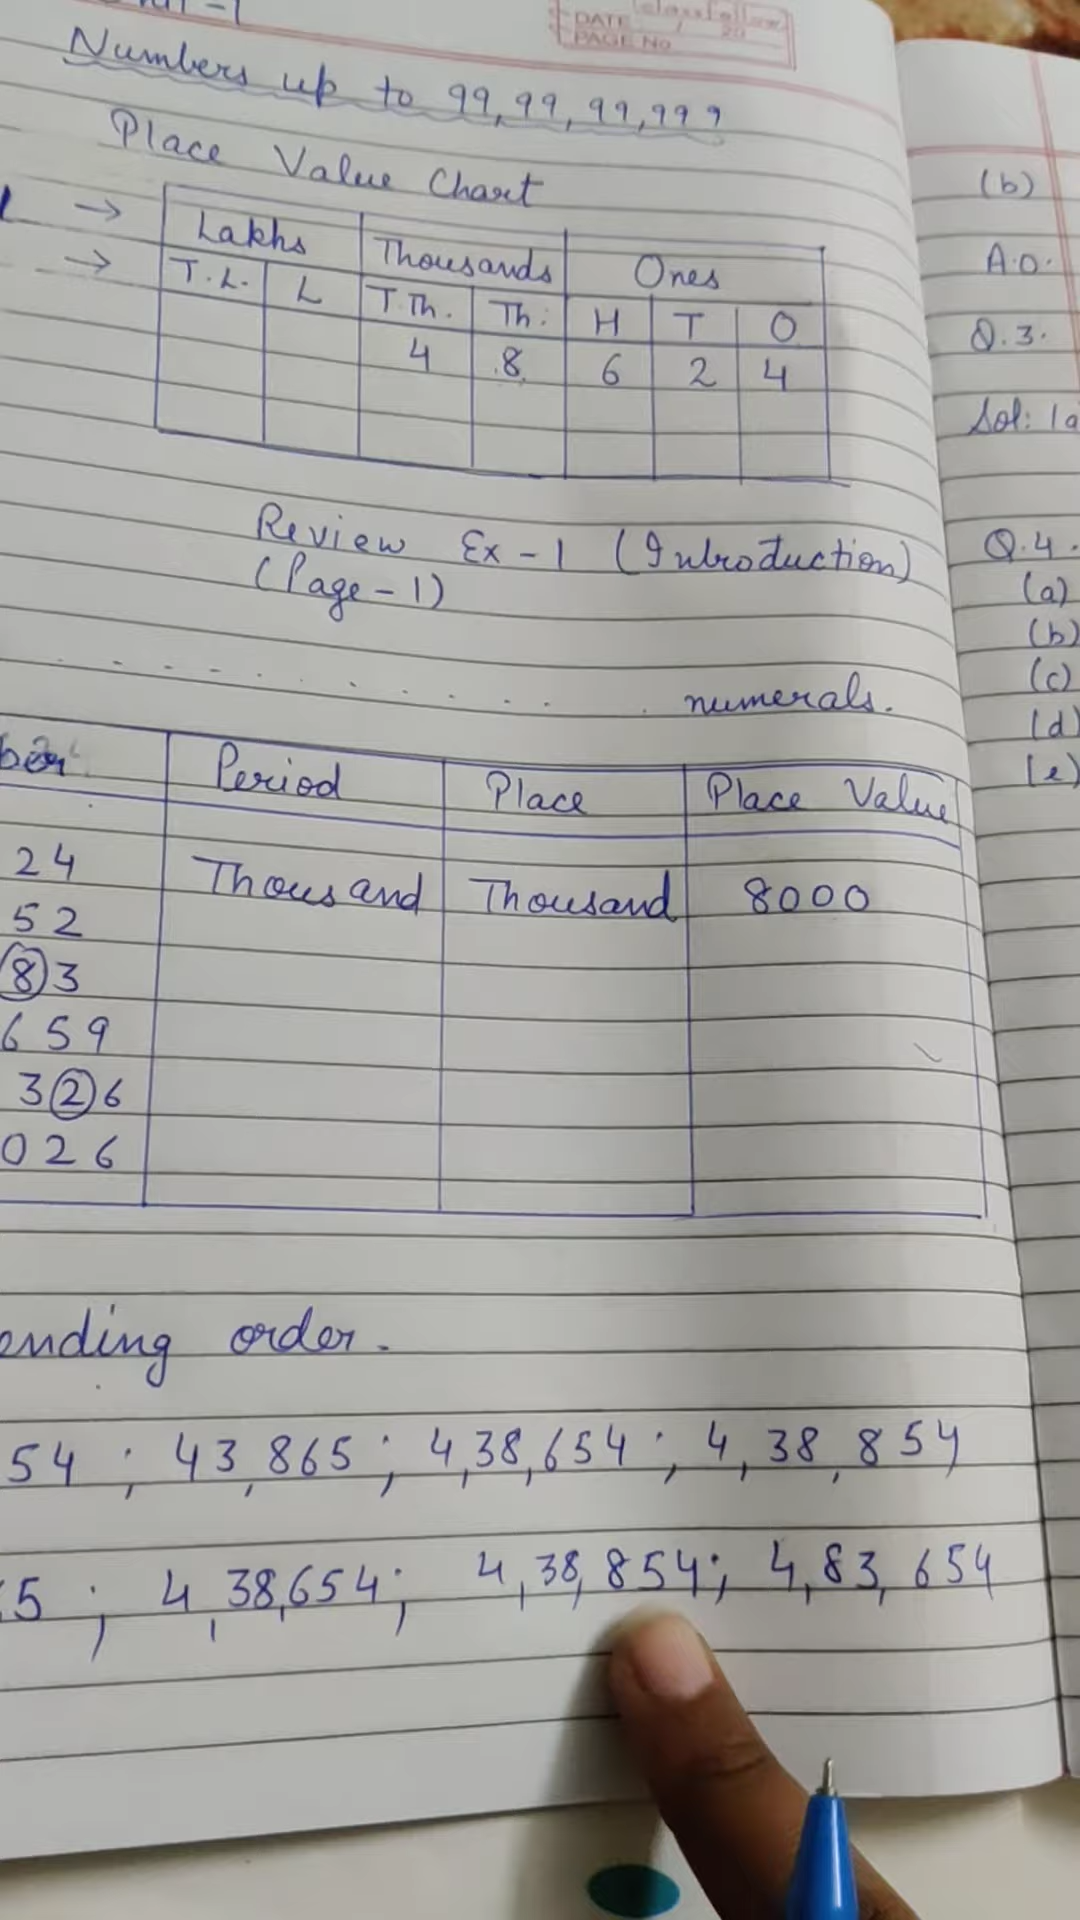 DATE
PAGE NO
Numbers up to 99,99,99,999
Place Value Chart
Lakhs Thousands Ones
T.L. L T.Th. Th. H T O
4 8 6 2 4
Review Ex-1 (Introduction)
(Page-1)
numerals.
Period Place Place Value
24 Thousand Thousand 8000
52
83
659
326
026
ending order.
54 ; 43,865 ; 4,38,654 ; 4,38,854
5 ; 4,38,654 ; 4,38,854 ; 4,83,654
(b)
A.O.
Q.3.
Sol: 1a
Q.4.
(a)
(b)
(c)
(d)
(e)